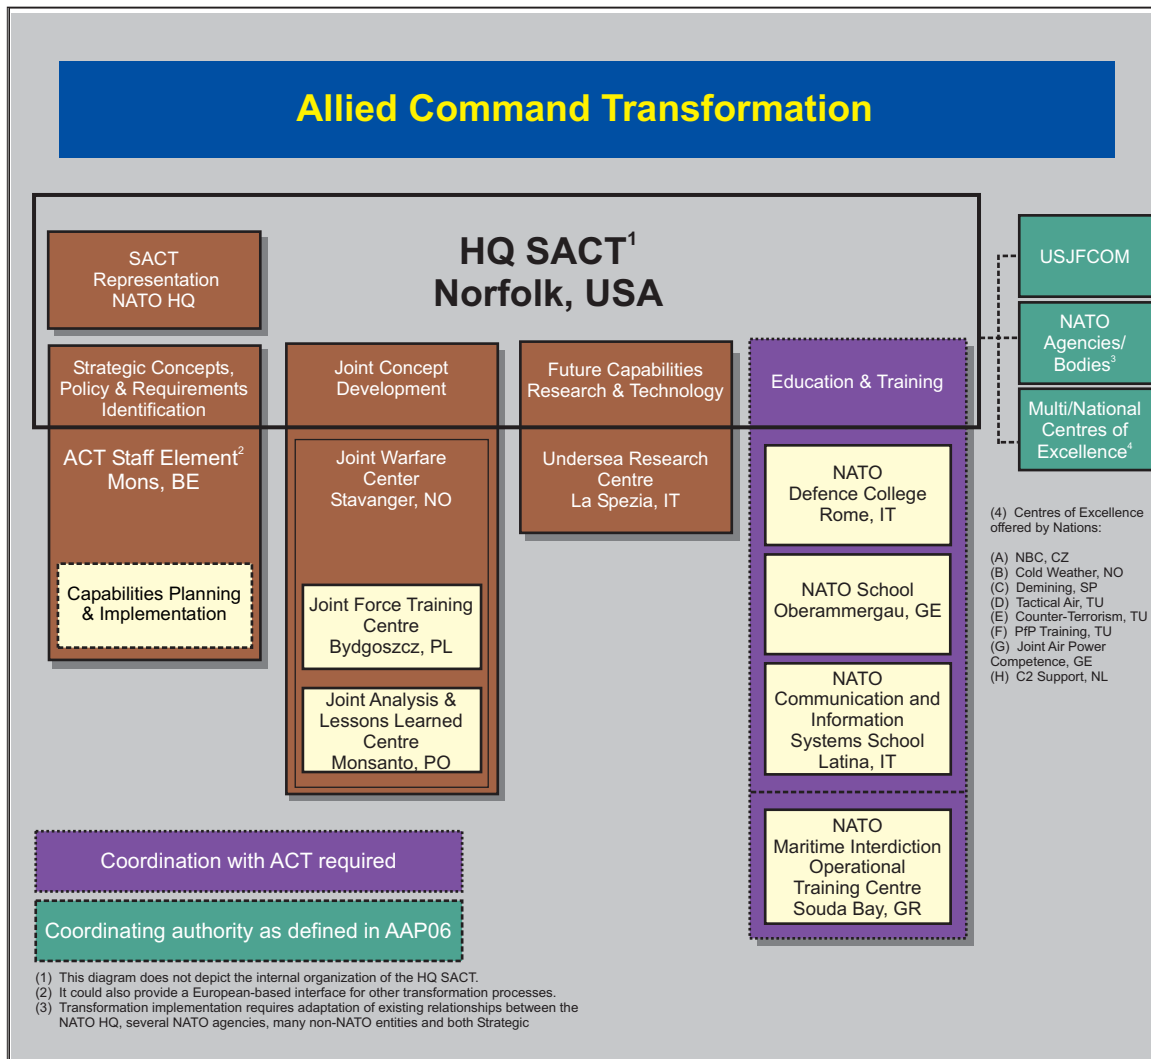 Allied Command Transformation
HQ SACT1
Norfolk, USA
SACT
Representation
NATO HQ
Strategic Concepts,
Policy & Requirements
Identification
ACT Staff Element2
Mons, BE
Capabilities Planning
& Implementation
Joint Concept
Development
Joint Warfare
Center
Stavanger, NO
Joint Force Training
Centre
Bydgoszcz, PL
Joint Analysis &
Lessons Learned
Centre
Monsanto, PO
Future Capabilities
Research & Technology
Undersea Research
Centre
La Spezia, IT
Education & Training
NATO
Defence College
Rome, IT
NATO School
Oberammergau, GE
NATO
Communication and
Information
Systems School
Latina, IT
NATO
Maritime Interdiction
Operational
Training Centre
Souda Bay, GR
USJFCOM
NATO
Agencies/
Bodies3
Multi/National
Centres of
Excellence4
(4) Centres of Excellence
offered by Nations:
(A) NBC, CZ
(B) Cold Weather, NO
(C) Demining, SP
(D) Tactical Air, TU
(E) Counter-Terrorism, TU
(F) PfP Training, TU
(G) Joint Air Power
Competence, GE
(H) C2 Support, NL
Coordination with ACT required
Coordinating authority as defined in AAP06
(1) This diagram does not depict the internal organization of the HQ SACT.
(2) It could also provide a European-based interface for other transformation processes.
(3) Transformation implementation requires adaptation of existing relationships between the
NATO HQ, several NATO agencies, many non-NATO entities and both Strategic